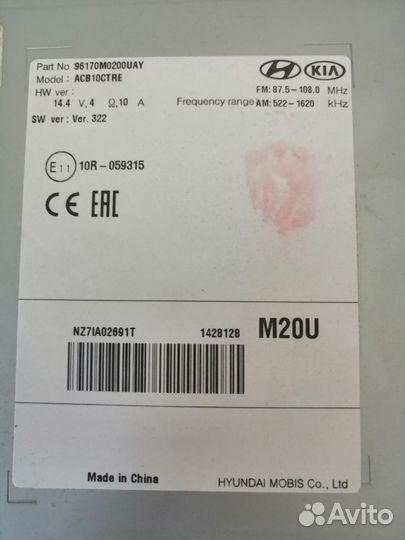 Part No :96170M0200UAY
Model : ACB10CTRE
HW ver :
14.4 V, 4 Ω, 10 A
SW ver : Ver. 322
HYUNDAI KIA
FM: 87.5-108.0 MHz
Frequency range AM: 522-1620 kHz
E11 10R-059315
CE EAC
NZ7IA02691T 1428128 M20U
Made in China
HYUNDAI MOBIS Co., Ltd
Avito